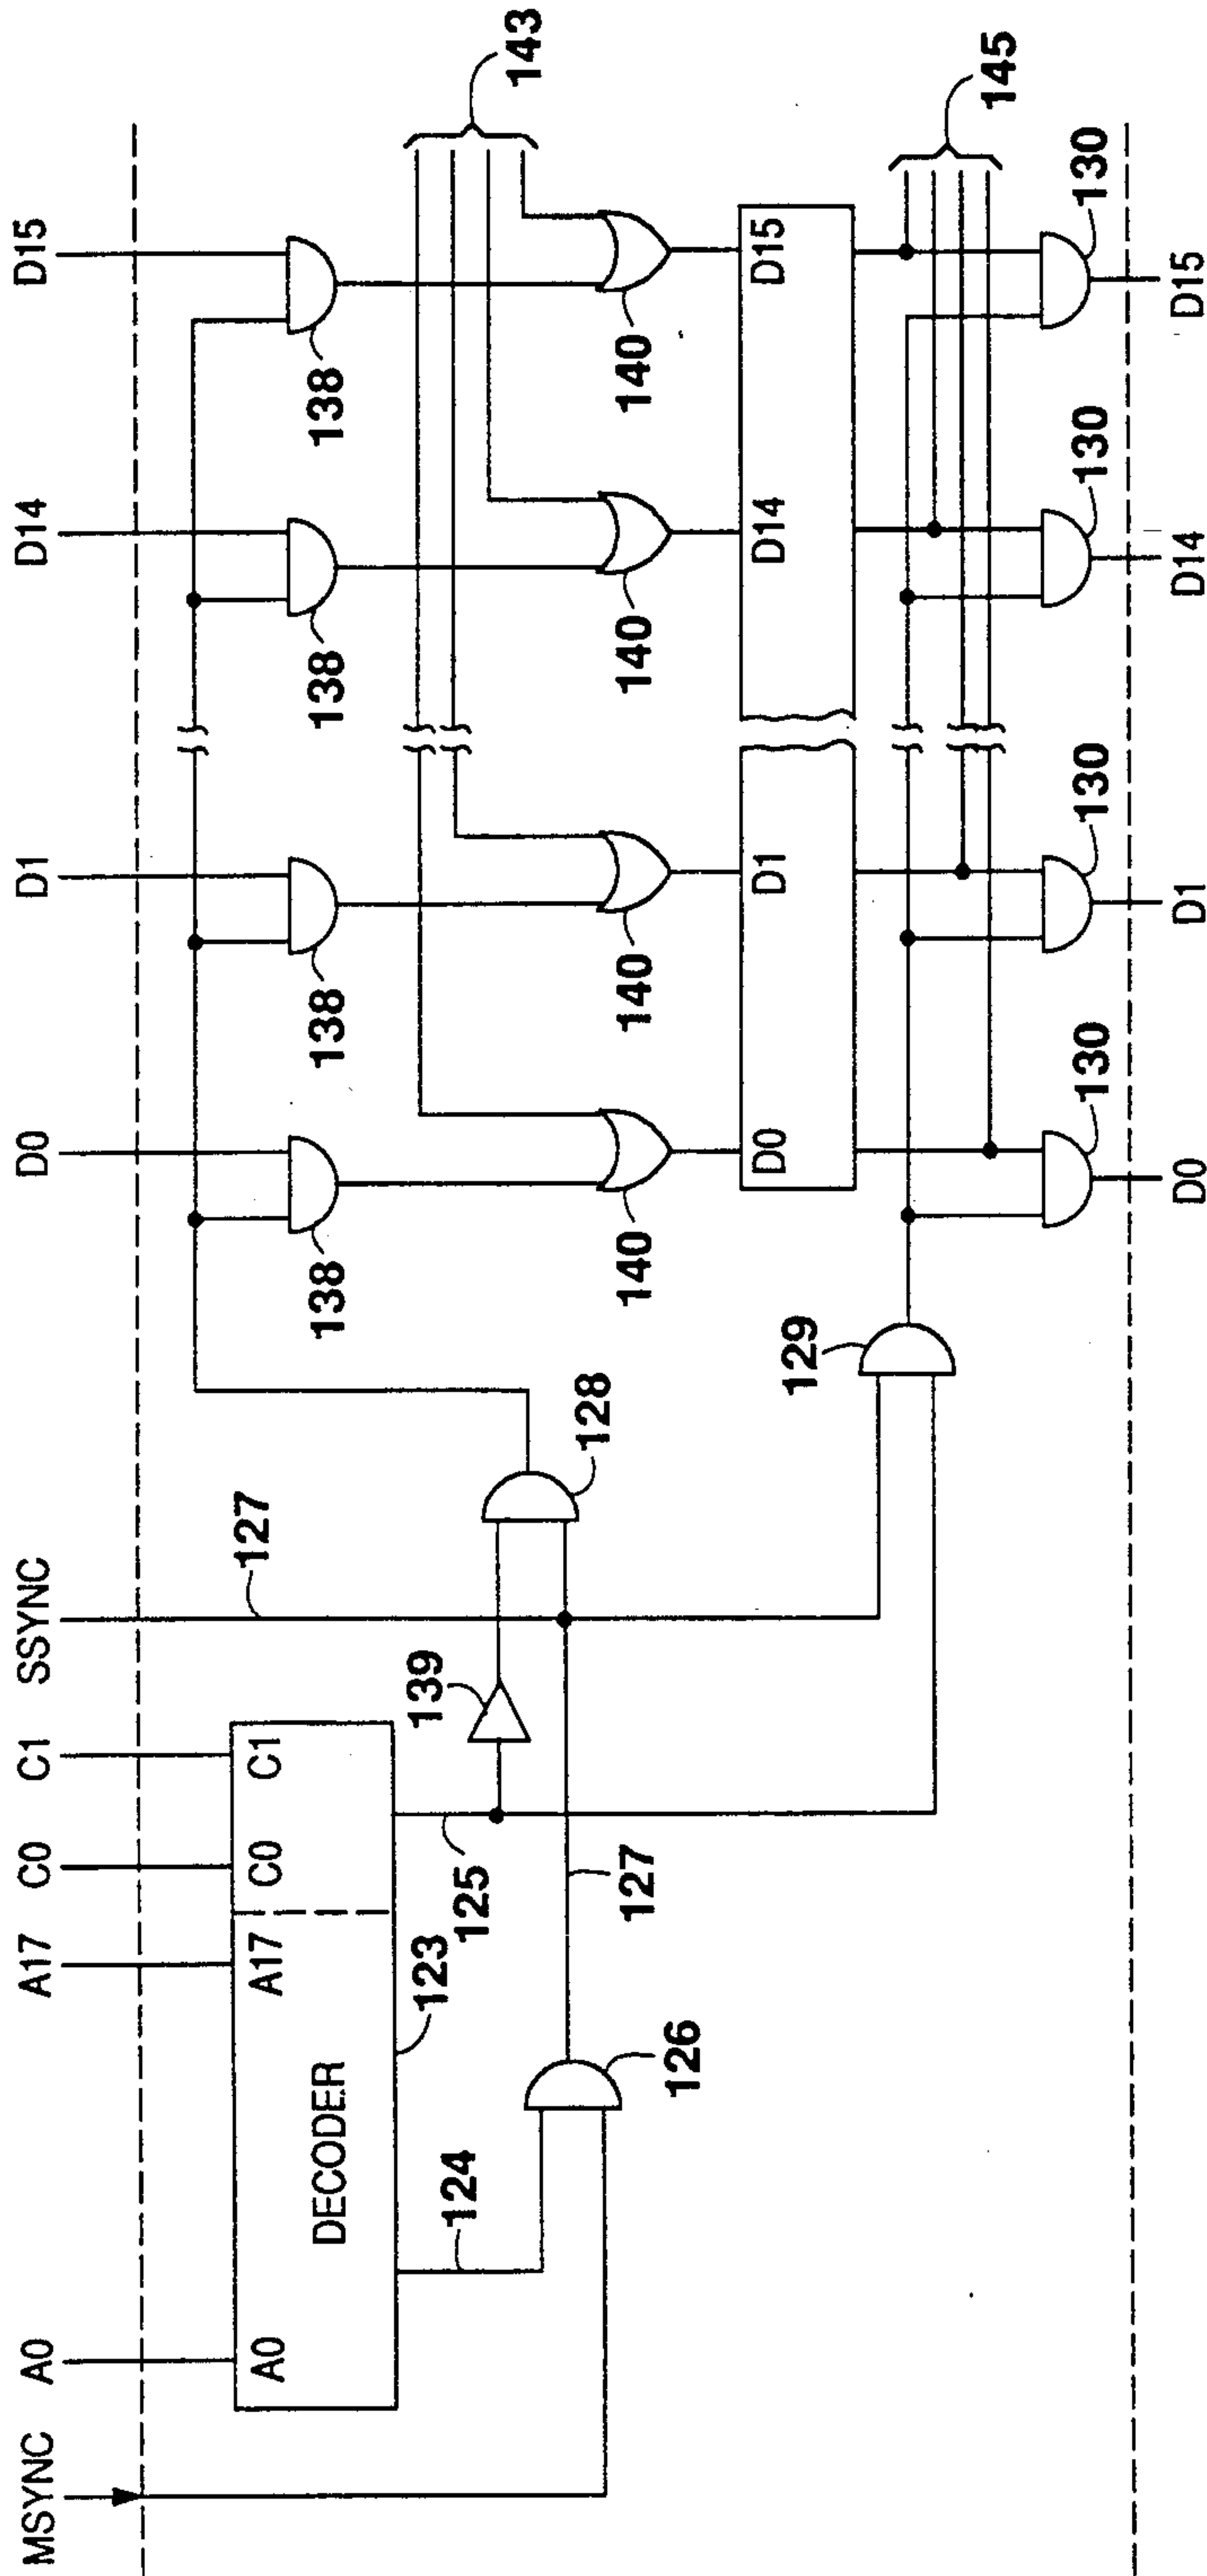 MSYNC A0 A17 C0 C1 SSYNC D0 D1 D14 D15
A0 A17 C0 C1
DECODER
123
124
125
126
127
127
139
128
129
138 138 138 138
143
140 140 140 140
D0 D1 D14 D15
145
130 130 130 130
D0 D1 D14 D15